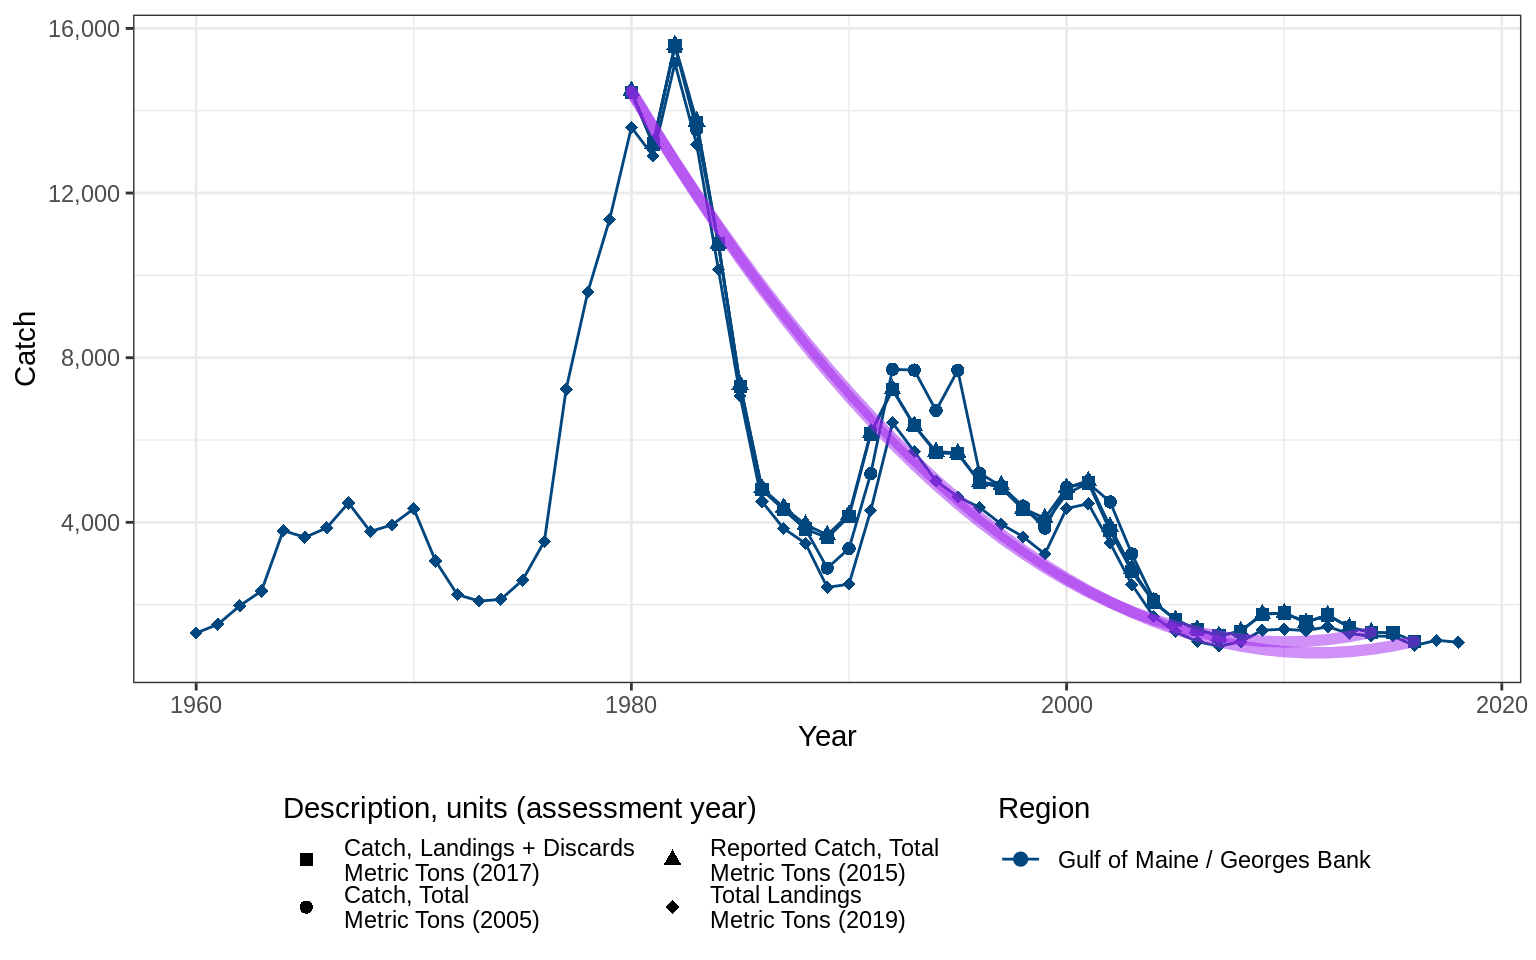 16,000
12,000
8,000
4,000
Catch
1960
1980
2000
2020
Year
Description, units (assessment year)
Catch, Landings + Discards
Metric Tons (2017)
Catch, Total
Metric Tons (2005)
Reported Catch, Total
Metric Tons (2015)
Total Landings
Metric Tons (2019)
Region
Gulf of Maine / Georges Bank